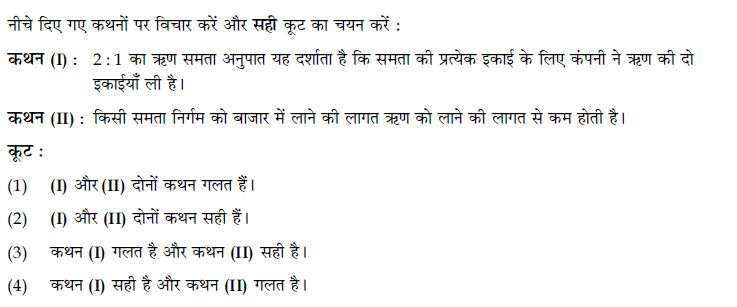 नीचे दिए गए कथनों पर विचार करें और सही कूट का चयन करें :
कथन (I) : 2 : 1 का ऋण समता अनुपात यह दर्शाता है कि समता की प्रत्येक इकाई के लिए कंपनी ने ऋण की दो
इकाईयाँ ली है।
कथन (II) : किसी समता निर्गम को बाजार में लाने की लागत ऋण को लाने की लागत से कम होती है।
कूट :
(1) (I) और (II) दोनों कथन गलत हैं।
(2) (I) और (II) दोनों कथन सही हैं।
(3) कथन (I) गलत है और कथन (II) सही है।
(4) कथन (I) सही है और कथन (II) गलत है।